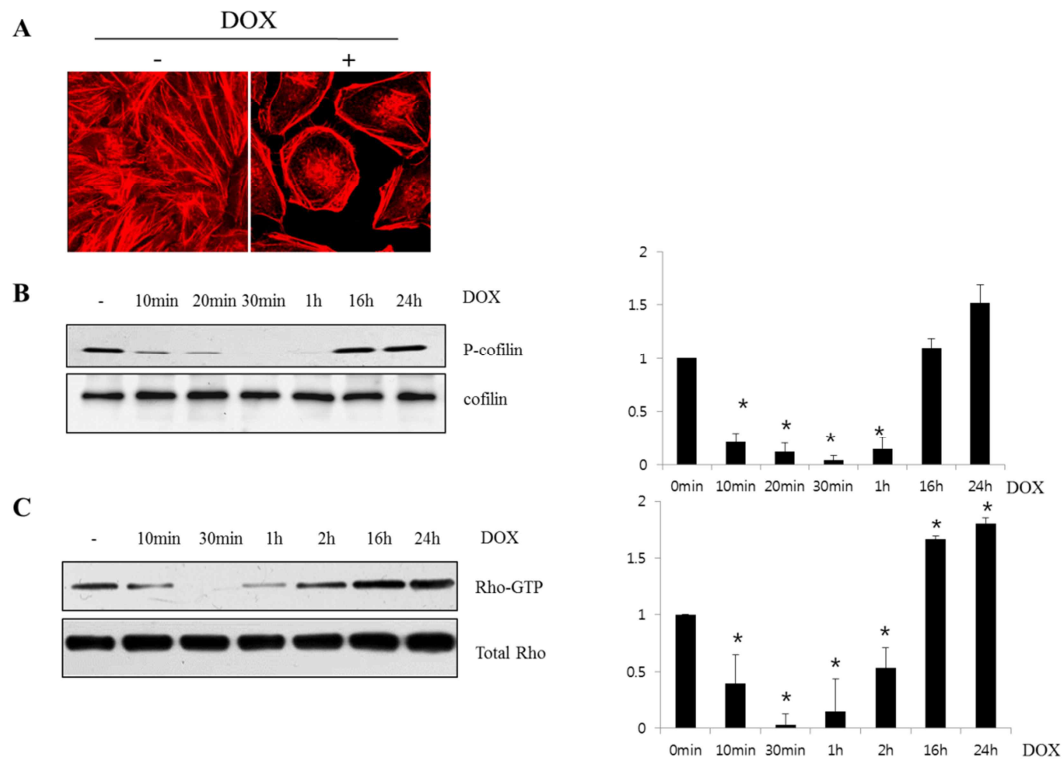 A
DOX
- +
B
- 10min 20min 30min 1h 16h 24h DOX
P-cofilin
cofilin
2
1.5
1
0.5
0
* * * *
0min 10min 20min 30min 1h 16h 24h DOX
C
- 10min 30min 1h 2h 16h 24h DOX
Rho-GTP
Total Rho
2
1.5
1
0.5
0
* * * * * *
0min 10min 30min 1h 2h 16h 24h DOX